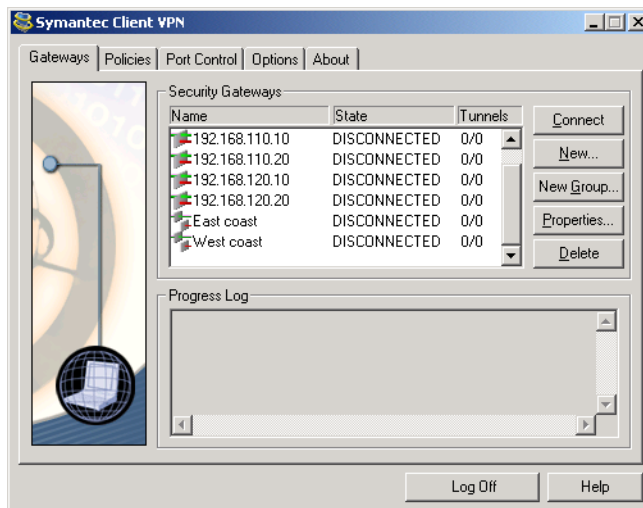 Symantec Client VPN
Gateways Policies Port Control Options About
Security Gateways
Name State Tunnels
192.168.110.10 DISCONNECTED 0/0
192.168.110.20 DISCONNECTED 0/0
192.168.120.10 DISCONNECTED 0/0
192.168.120.20 DISCONNECTED 0/0
East coast DISCONNECTED 0/0
West coast DISCONNECTED 0/0
Connect
New...
New Group...
Properties...
Delete
Progress Log
Log Off Help